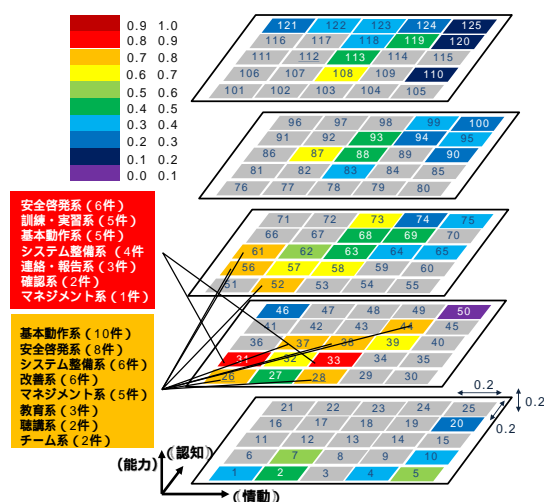 0.9 1.0
0.8 0.9
0.7 0.8
0.6 0.7
0.5 0.6
0.4 0.5
0.3 0.4
0.2 0.3
0.1 0.2
0.0 0.1
121 122 123 124 125
116 117 118 119 120
111 112 113 114 115
106 107 108 109 110
101 102 103 104 105
96 97 98 99 100
91 92 93 94 95
86 87 88 89 90
81 82 83 84 85
76 77 78 79 80
安全啓発系(6件)
訓練・実習系(5件)
基本動作系(5件)
システム整備系(4件
連絡・報告系(3件)
確認系(2件)
マネジメント系(1件)
71 72 73 74 75
66 67 68 69 70
61 62 63 64 65
56 57 58 59 60
51 52 53 54 55
基本動作系(10件)
安全啓発系(8件)
システム整備系(6件)
改善系(6件)
マネジメント系(5件)
教育系(3件)
聴講系(2件)
チーム系(2件)
46 47 48 49 50
41 42 43 44 45
36 37 38 39 40
31 32 33 34 35
26 27 28 29 30
21 22 23 24 25
16 17 18 19 20
11 12 13 14 15
6 7 8 9 10
1 2 3 4 5
0.2
0.2
0.2
(能力)
(認知)
(情動)